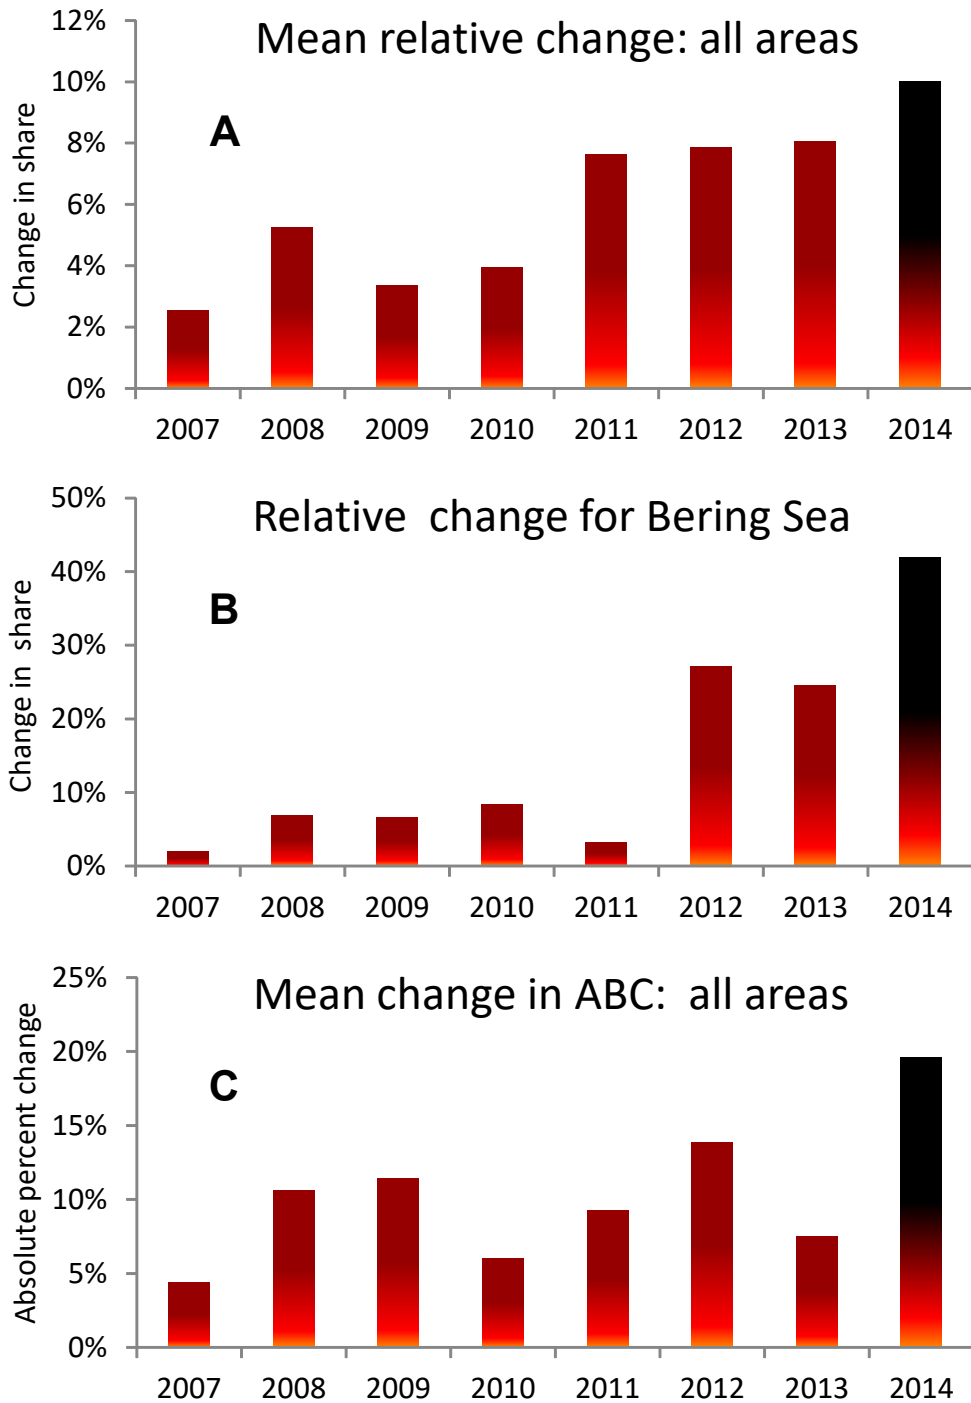 Mean relative change: all areas
A
Change in share
12%
10%
8%
6%
4%
2%
0%
2007 2008 2009 2010 2011 2012 2013 2014
Relative change for Bering Sea
B
Change in share
50%
40%
30%
20%
10%
0%
2007 2008 2009 2010 2011 2012 2013 2014
Mean change in ABC: all areas
C
Absolute percent change
25%
20%
15%
10%
5%
0%
2007 2008 2009 2010 2011 2012 2013 2014